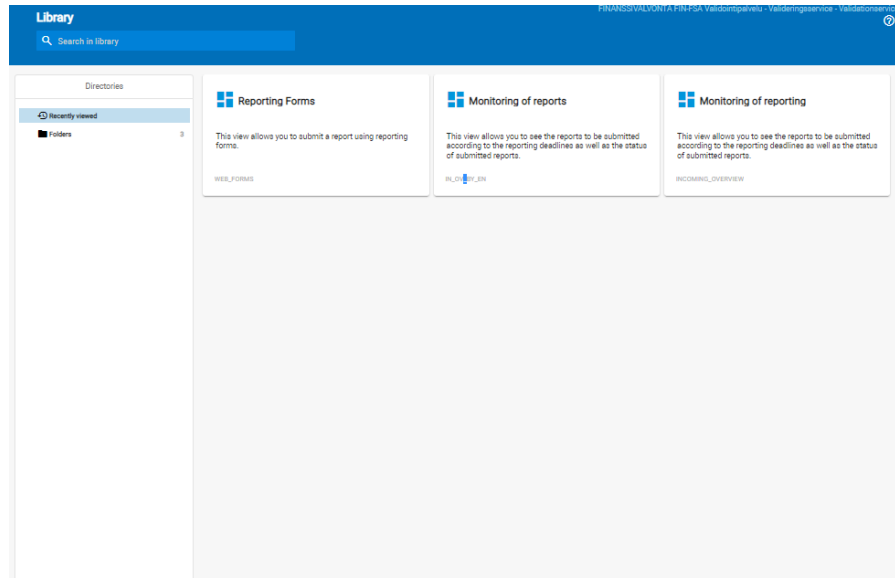 FINANSSIVALVONTA FIN-FSA Validointipalvelu - Valideringsservice - Validationservic
Library
Search in library
Directories
Recently viewed
Folders 3
Reporting Forms
This view allows you to submit a report using reporting
forms.
WEB_FORMS
Monitoring of reports
This view allows you to see the reports to be submitted
according to the reporting deadlines as well as the status
of submitted reports.
Monitoring of reporting
This view allows you to see the reports to be submitted
according to the reporting deadlines as well as the status
of submitted reports.
INCOMING_OVERVIEW